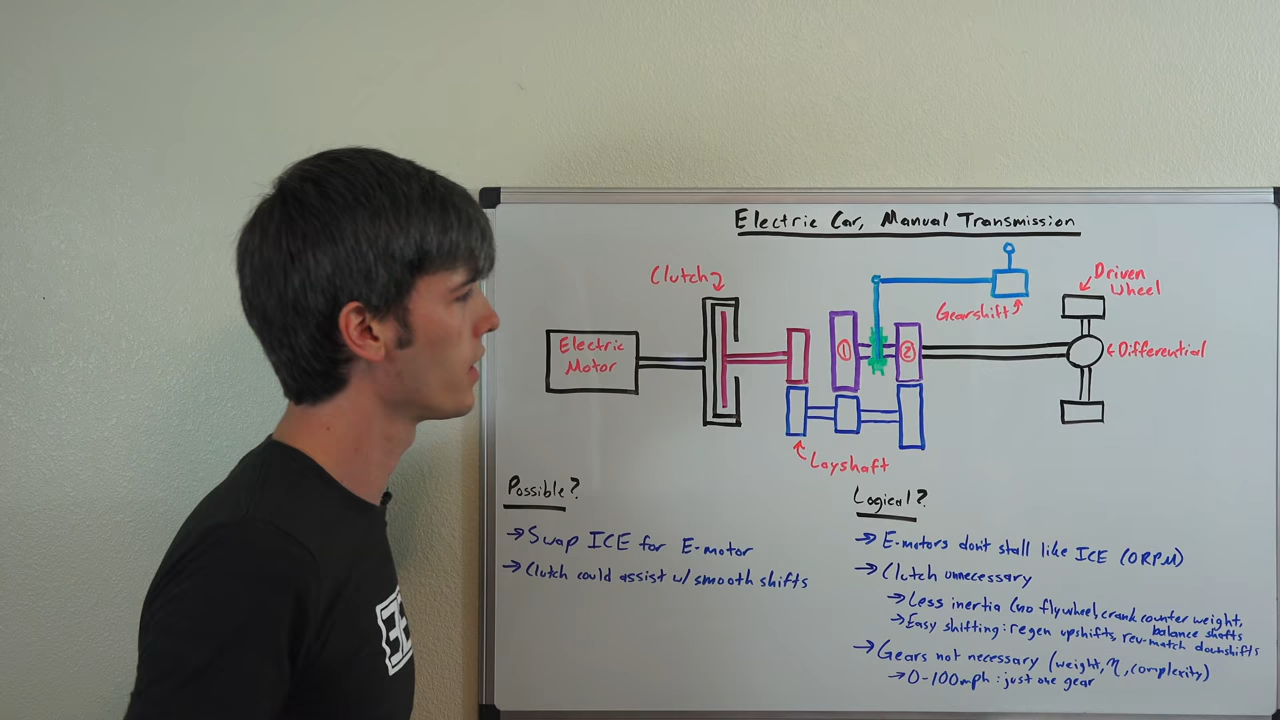 Electric Car, Manual Transmission
Clutch
Gearshift
Driven
Wheel
Electric
Motor
1
2
Differential
Layshaft
Possible?
→Swap ICE for E-motor
→Clutch could assist w/ smooth shifts
Logical?
→E-motors don't stall like ICE (0RPM)
→Clutch unnecessary
→Less inertia (no flywheel, crank counter weight,
balance shafts
→Easy shifting: regen upshifts, rev-match downshifts
→Gears not necessary (weight, η, complexity)
→0-100mph: just one gear